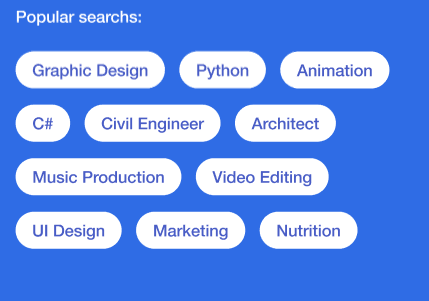 Popular searchs:
Graphic Design Python Animation
C# Civil Engineer Architect
Music Production Video Editing
UI Design Marketing Nutrition